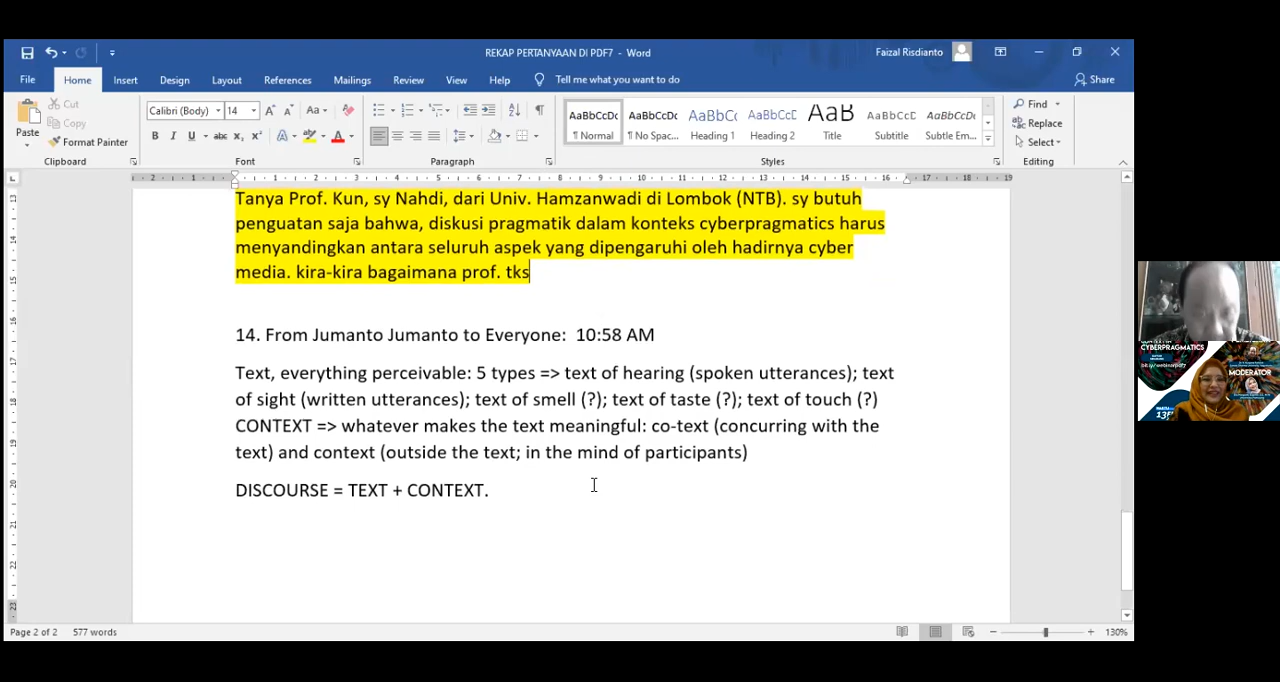 REKAP PERTANYAAN DI PDF7 - Word
Faizal Risdianto
File Home Insert Design Layout References Mailings Review View Help Tell me what you want to do Share
Cut
Copy
Format Painter
Paste
Calibri (Body) 14
AaBbCcDc AaBbCcDc AaBbCc AaBbCcC AaB AaBbCcD AaBbCcDc
¶ Normal ¶ No Spac... Heading 1 Heading 2 Title Subtitle Subtle Em...
Find
Replace
Select
Clipboard Font Paragraph Styles Editing
Tanya Prof. Kun, sy Nahdi, dari Univ. Hamzanwadi di Lombok (NTB). sy butuh
penguatan saja bahwa, diskusi pragmatik dalam konteks cyberpragmatics harus
menyandingkan antara seluruh aspek yang dipengaruhi oleh hadirnya cyber
media. kira-kira bagaimana prof. tks
14. From Jumanto Jumanto to Everyone:  10:58 AM
Text, everything perceivable: 5 types => text of hearing (spoken utterances); text
of sight (written utterances); text of smell (?); text of taste (?); text of touch (?)
CONTEXT => whatever makes the text meaningful: co-text (concurring with the
text) and context (outside the text; in the mind of participants)
DISCOURSE = TEXT + CONTEXT.
Page 2 of 2 577 words
130%
CYBERPRAGMATICS
MODERATOR